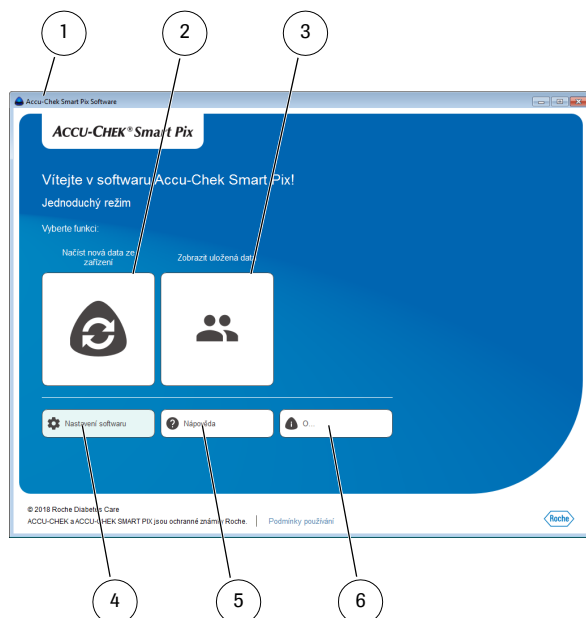 1
2
3
Accu-Chek Smart Pix Software
ACCU-CHEK® Smart Pix
Vítejte v softwaru Accu-Chek Smart Pix!
Jednoduchý režim
Vyberte funkci:
Načíst nová data ze
zařízení
Zobrazit uložená data
Nastavení softwaru
Nápověda
O...
© 2018 Roche Diabetes Care
ACCU-CHEK a ACCU-CHEK SMART PIX jsou ochranné známky Roche.
Podmínky používání
Roche
4
5
6